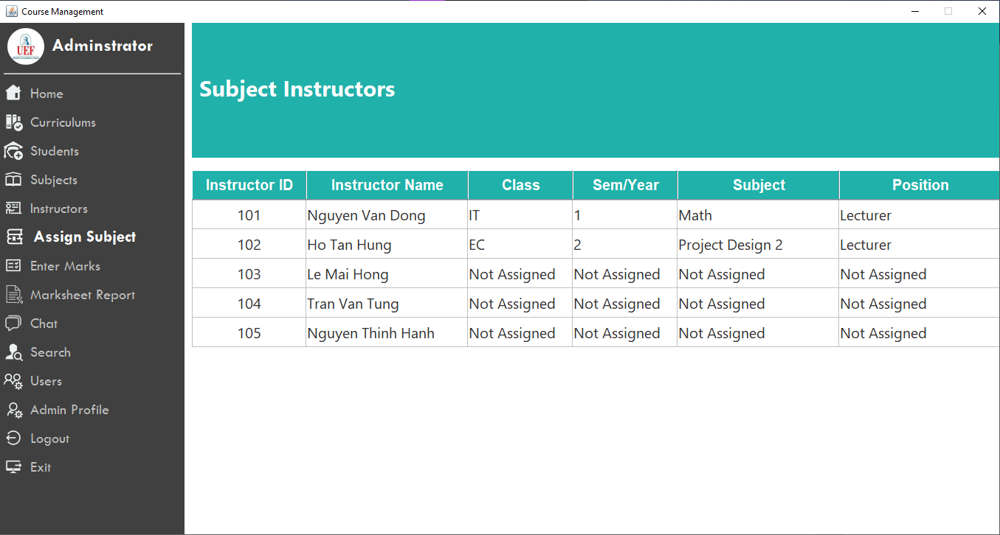 Course Management
UEF
Adminstrator
Home
Curriculums
Students
Subjects
Instructors
Assign Subject
Enter Marks
Marksheet Report
Chat
Search
Users
Admin Profile
Logout
Exit
Subject Instructors
Instructor ID Instructor Name Class Sem/Year Subject Position
101 Nguyen Van Dong IT 1 Math Lecturer
102 Ho Tan Hung EC 2 Project Design 2 Lecturer
103 Le Mai Hong Not Assigned Not Assigned Not Assigned Not Assigned
104 Tran Van Tung Not Assigned Not Assigned Not Assigned Not Assigned
105 Nguyen Thinh Hanh Not Assigned Not Assigned Not Assigned Not Assigned